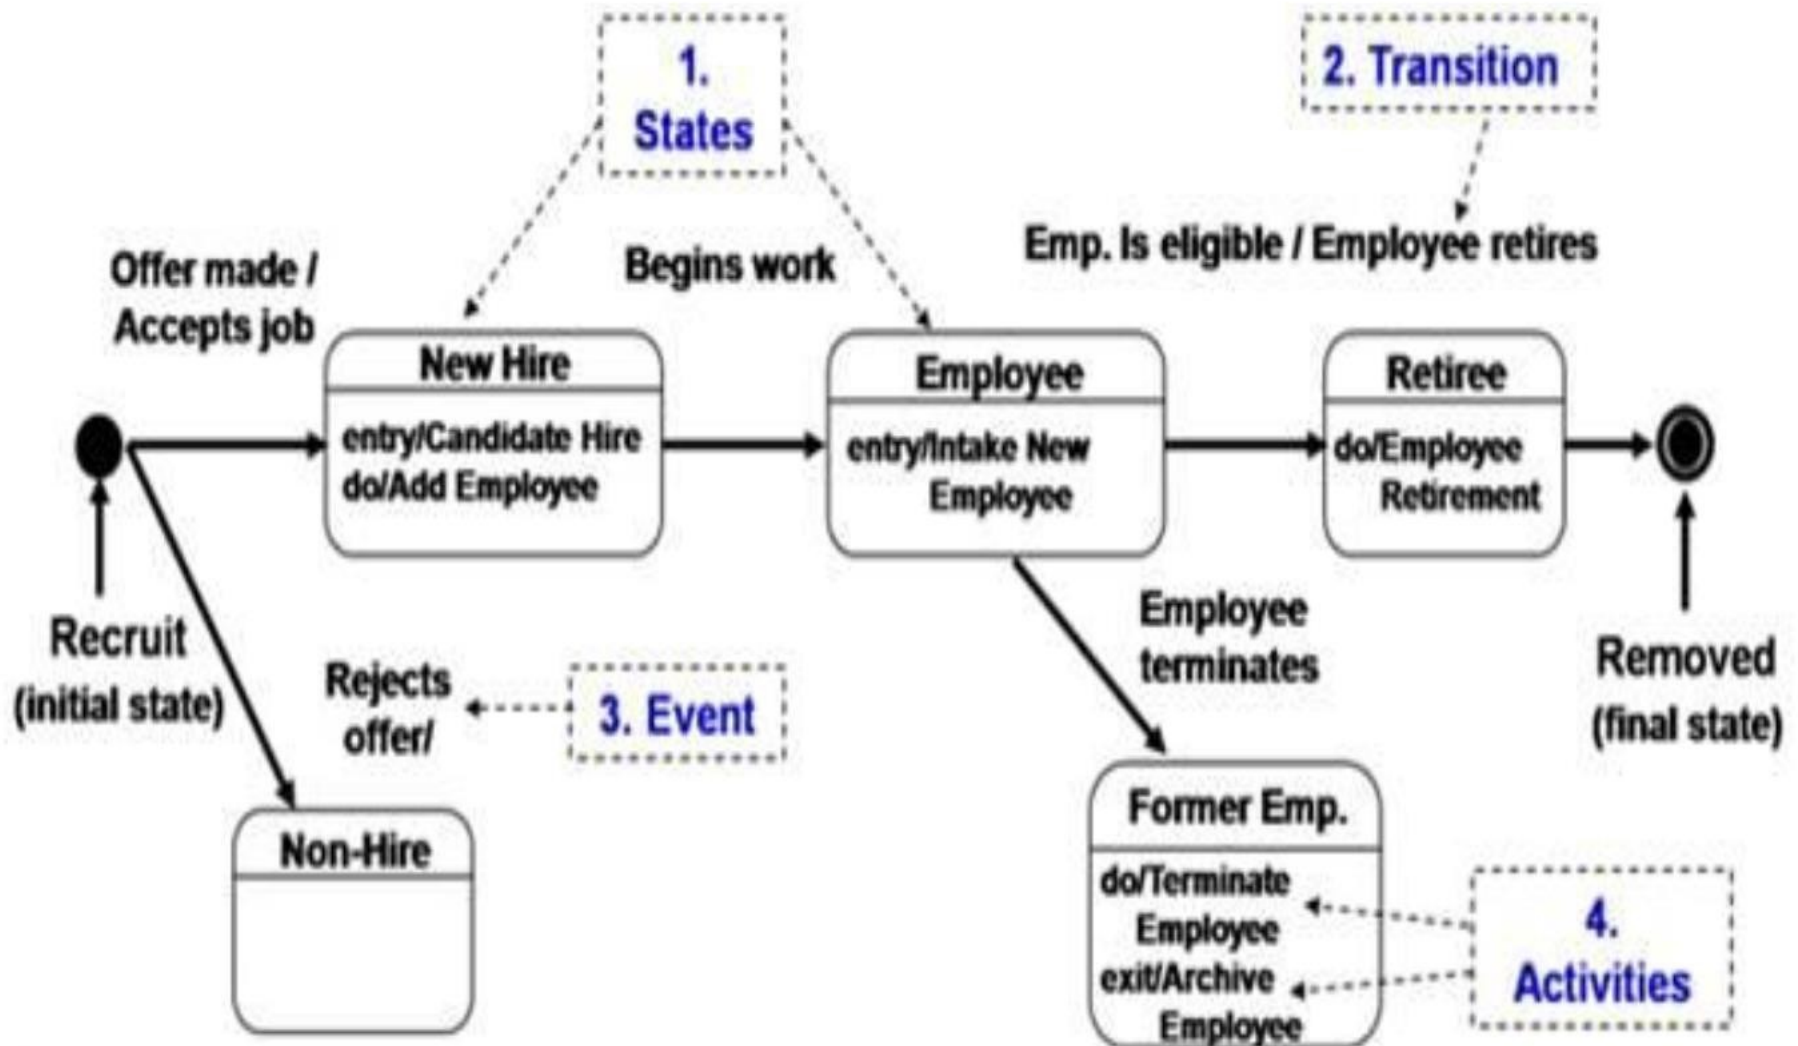 1.
States
2. Transition
Offer made /
Accepts job
Begins work
Emp. Is eligible / Employee retires
New Hire
entry/Candidate Hire
do/Add Employee
Employee
entry/Intake New
Employee
Retiree
do/Employee
Retirement
Recruit
(initial state)
Rejects
offer/
3. Event
Employee
terminates
Removed
(final state)
Non-Hire
Former Emp.
do/Terminate
Employee
exit/Archive
Employee
4.
Activities